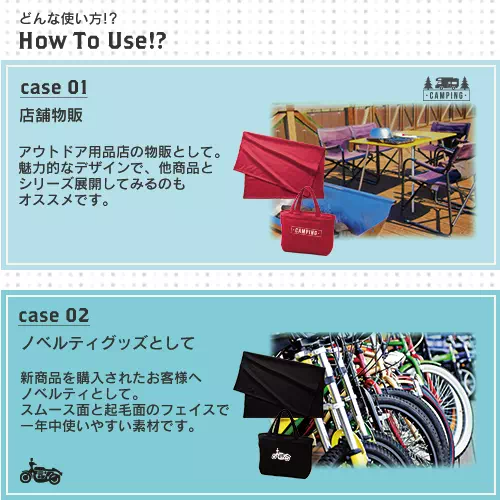 どんな使い方!?
How To Use!?
case 01
店舗物販
アウトドア用品店の物販として。
魅力的なデザインで、他商品と
シリーズ展開してみるのも
オススメです。
CAMPING
CAMPING
case 02
ノベルティグッズとして
新商品を購入されたお客様へ
ノベルティとして。
スムース面と起毛面のフェイスで
一年中使いやすい素材です。